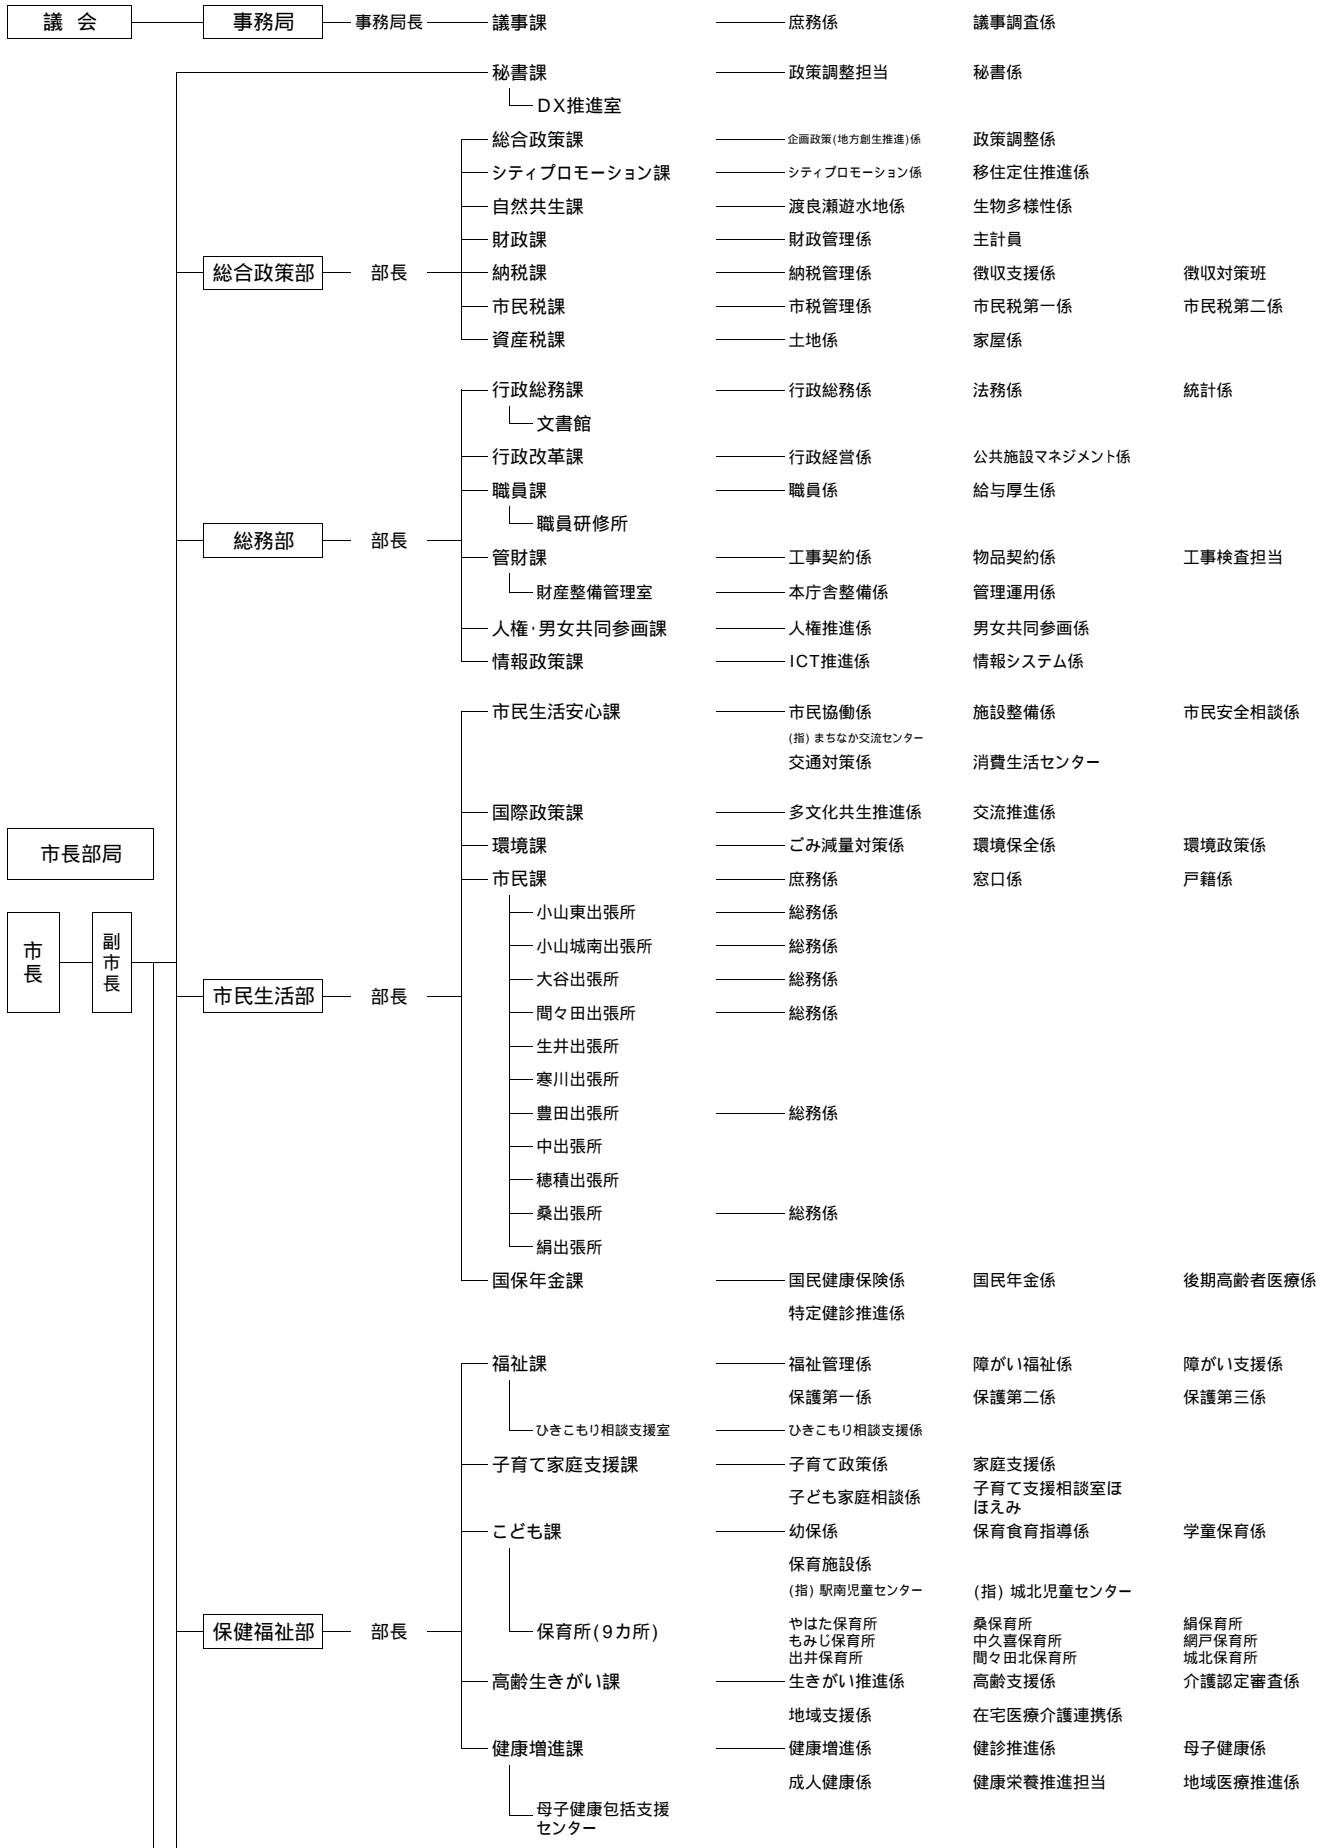 議 会 事務局 事務局長 議事課 庶務係 議事調査係
秘書課 政策調整担当 秘書係
DX推進室
総合政策課 企画政策(地方創生推進)係 政策調整係
シティプロモーション課 シティプロモーション係 移住定住推進係
自然共生課 渡良瀬遊水地係 生物多様性係
財政課 財政管理係 主計員
総合政策部 部長 納税課 納税管理係 徴収支援係 徴収対策班
市民税課 市税管理係 市民税第一係 市民税第二係
資産税課 土地係 家屋係
行政総務課 行政総務係 法務係 統計係
文書館
行政改革課 行政経営係 公共施設マネジメント係
職員課 職員係 給与厚生係
職員研修所
総務部 部長
管財課 工事契約係 物品契約係 工事検査担当
財産整備管理室 本庁舎整備係 管理運用係
人権・男女共同参画課 人権推進係 男女共同参画係
情報政策課 ICT推進係 情報システム係
市民生活安心課 市民協働係 施設整備係 市民安全相談係
(指) まちなか交流センター
交通対策係 消費生活センター
国際政策課 多文化共生推進係 交流推進係
環境課 ごみ減量対策係 環境保全係 環境政策係
市長部局
市民課 庶務係 窓口係 戸籍係
小山東出張所 総務係
小山城南出張所 総務係
市長 副市長
大谷出張所 総務係
市民生活部 部長
間々田出張所 総務係
生井出張所
寒川出張所
豊田出張所 総務係
中出張所
穂積出張所
桑出張所 総務係
絹出張所
国保年金課 国民健康保険係 国民年金係 後期高齢者医療係
特定健診推進係
福祉課 福祉管理係 障がい福祉係 障がい支援係
保護第一係 保護第二係 保護第三係
ひきこもり相談支援室 ひきこもり相談支援係
子育て家庭支援課 子育て政策係 家庭支援係
子ども家庭相談係 子育て支援相談室ほ
ほえみ
こども課 幼保係 保育食育指導係 学童保育係
保育施設係
(指) 駅南児童センター (指) 城北児童センター
やはた保育所 桑保育所 絹保育所
保健福祉部 部長 保育所(9カ所) もみじ保育所 中久喜保育所 網戸保育所
出井保育所 間々田北保育所 城北保育所
高齢生きがい課 生きがい推進係 高齢支援係 介護認定審査係
地域支援係 在宅医療介護連携係
健康増進課 健康増進係 健診推進係 母子健康係
成人健康係 健康栄養推進担当 地域医療推進係
母子健康包括支援
センター